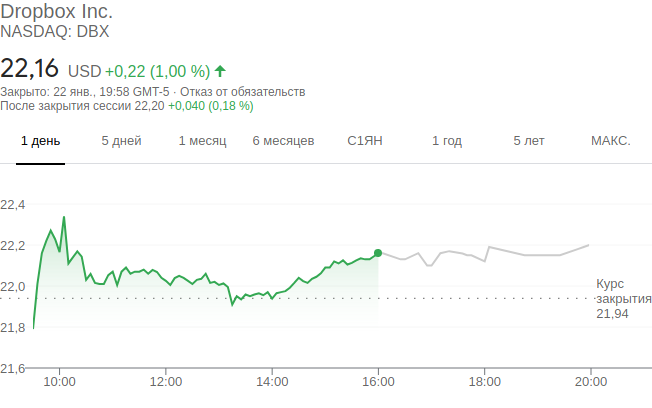 Dropbox Inc.
NASDAQ: DBX
22,16 USD +0,22 (1,00 %)
Закрыто: 22 янв., 19:58 GMT-5 · Отказ от обязательств
После закрытия сессии 22,20 +0,040 (0,18 %)
1 день 5 дней 1 месяц 6 месяцев С1ЯН 1 год 5 лет МАКС.
22,4
22,2
22,0
21,8
21,6
Курс
закрытия
21,94
10:00 12:00 14:00 16:00 18:00 20:00